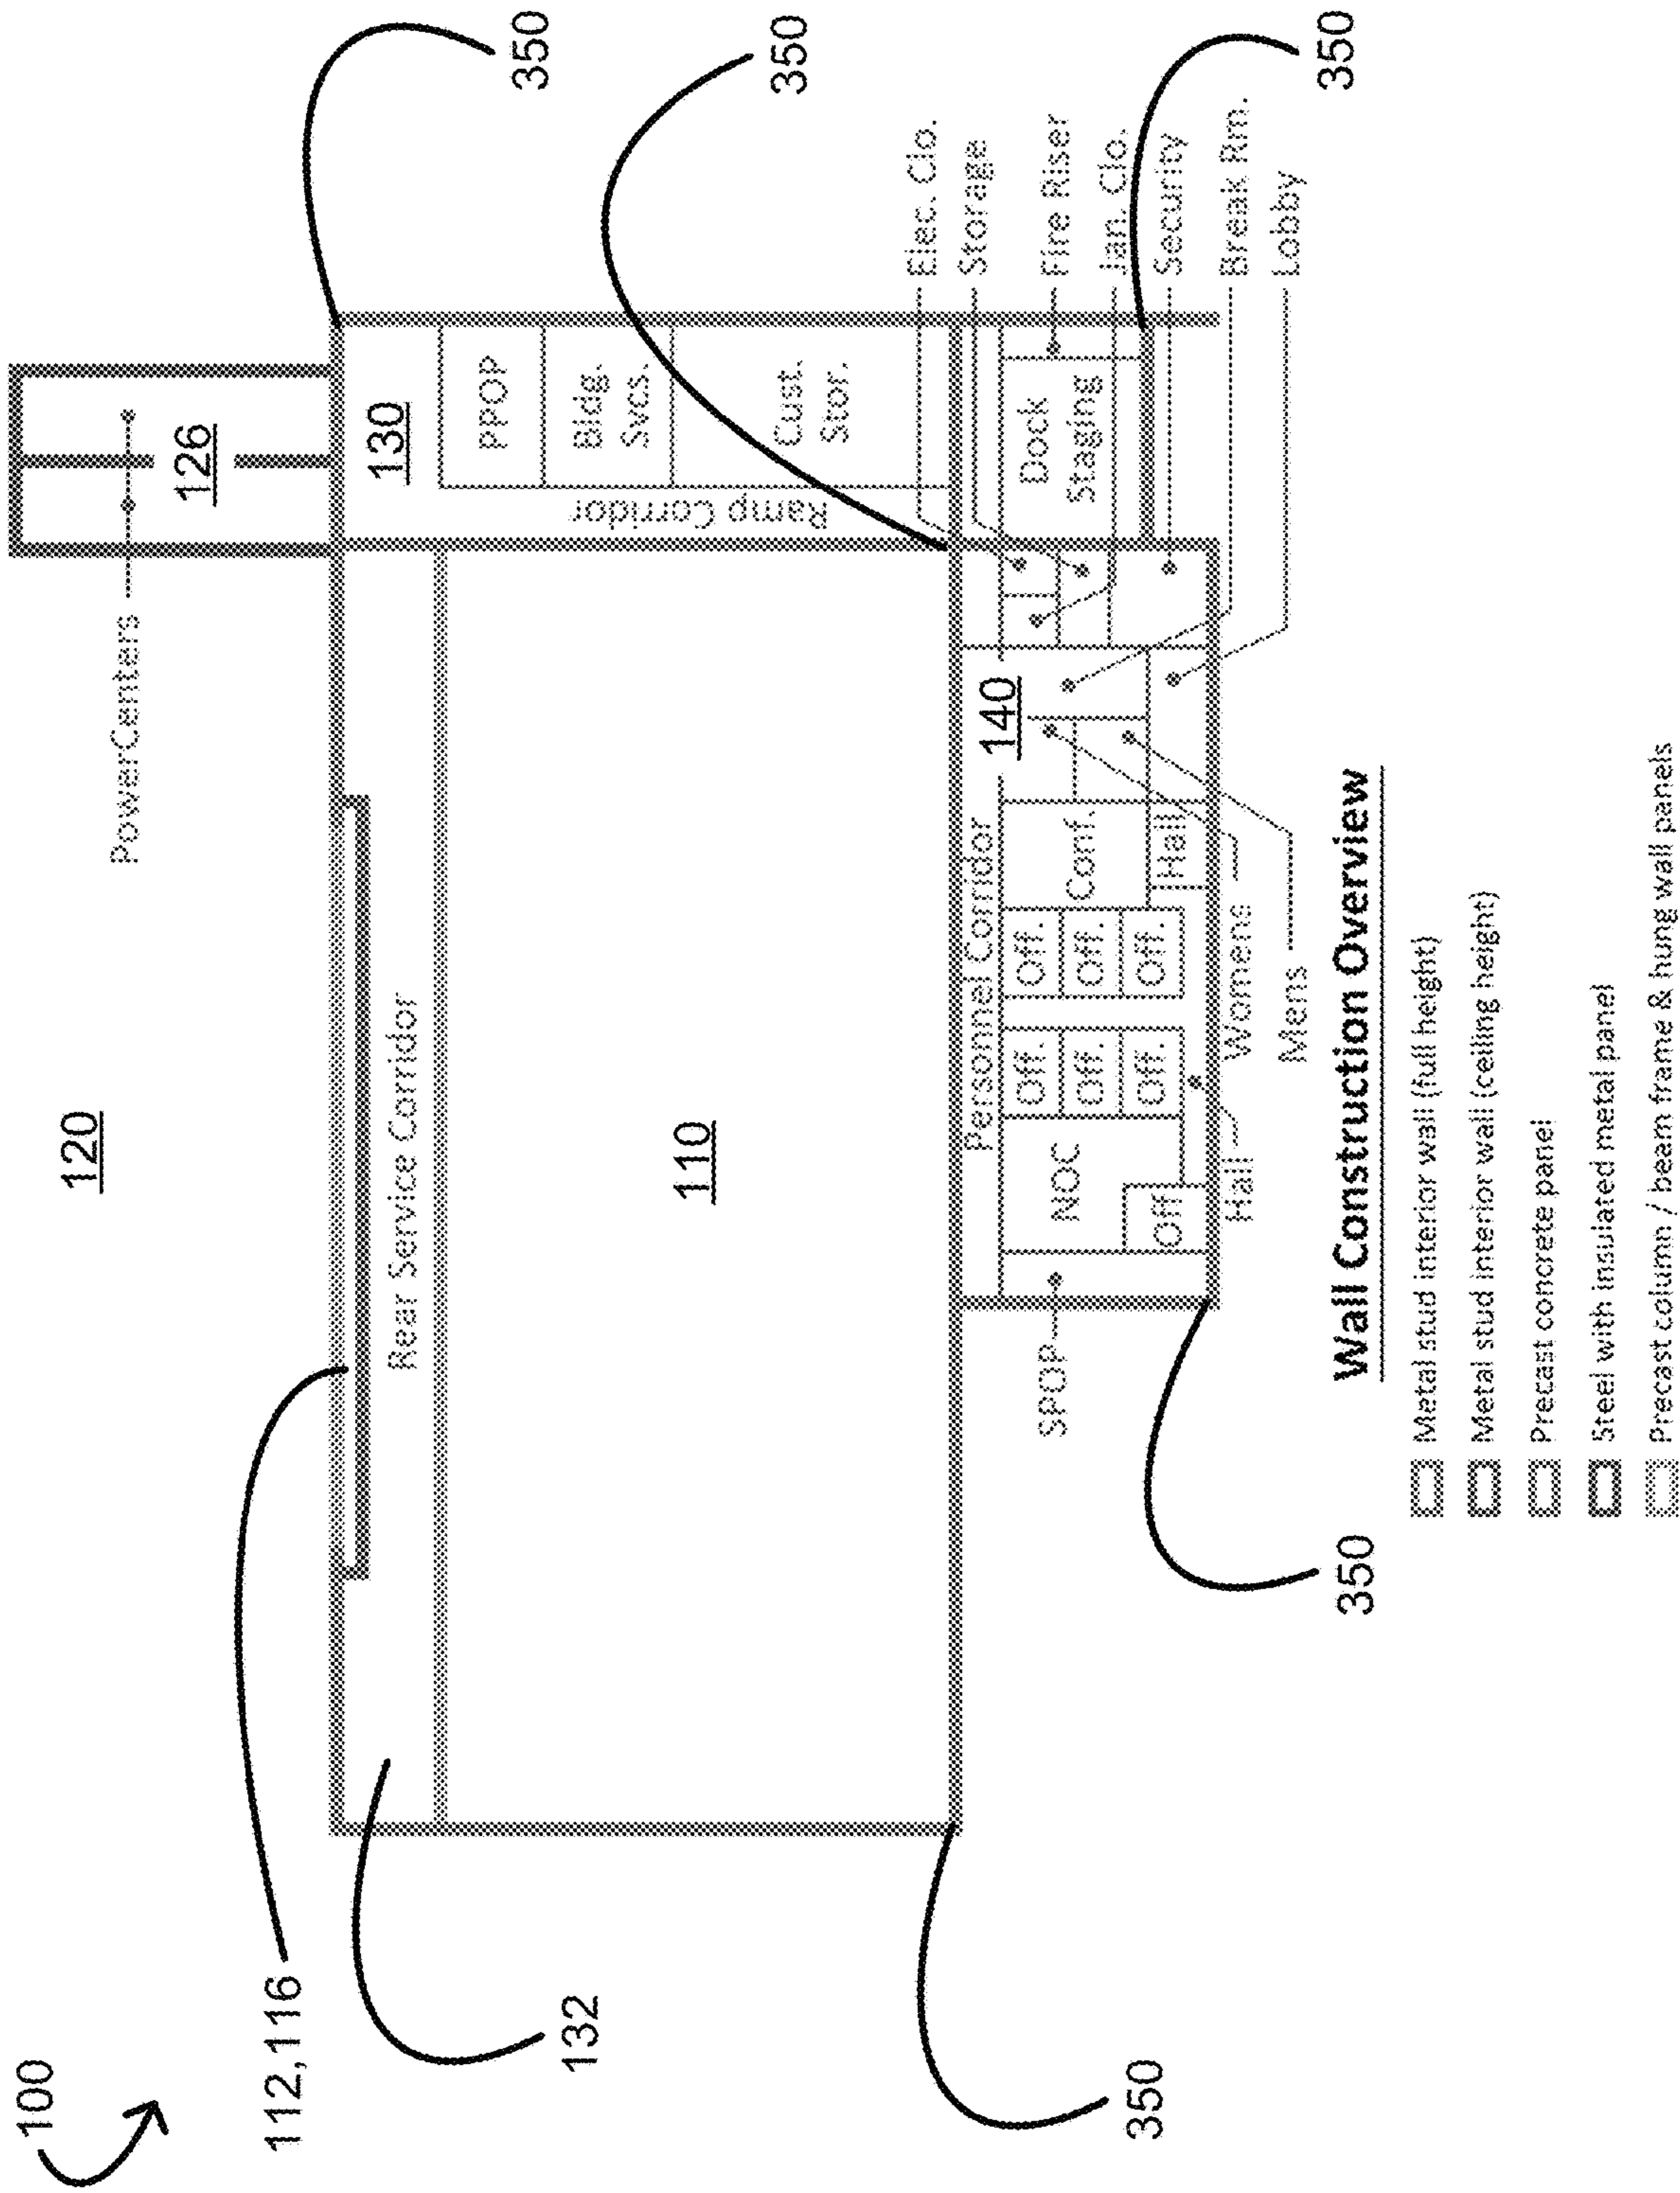 100
120
PowerCenters
126
112,116
130
Rear Service Corridor
PPOP
350
132
Bldg.
Svcs.
Ramp Corridor
110
Cust.
Stor.
350
Elec. Clo.
Storage
Personnel Corridor
140
Off.
Off.
Dock
Staging
Fire Riser
SPOP
NOC
Off.
Off.
Conf.
Jan. Clo.
350
Off
Off.
Off.
Hall
Security
Hall
Womens
Break Rm.
Mens
Lobby
350
350
Wall Construction Overview
Metal stud interior wall (full height)
Metal stud interior wall (ceiling height)
Precast concrete panel
Steel with insulated metal panel
Precast column / beam frame & hung wall panels